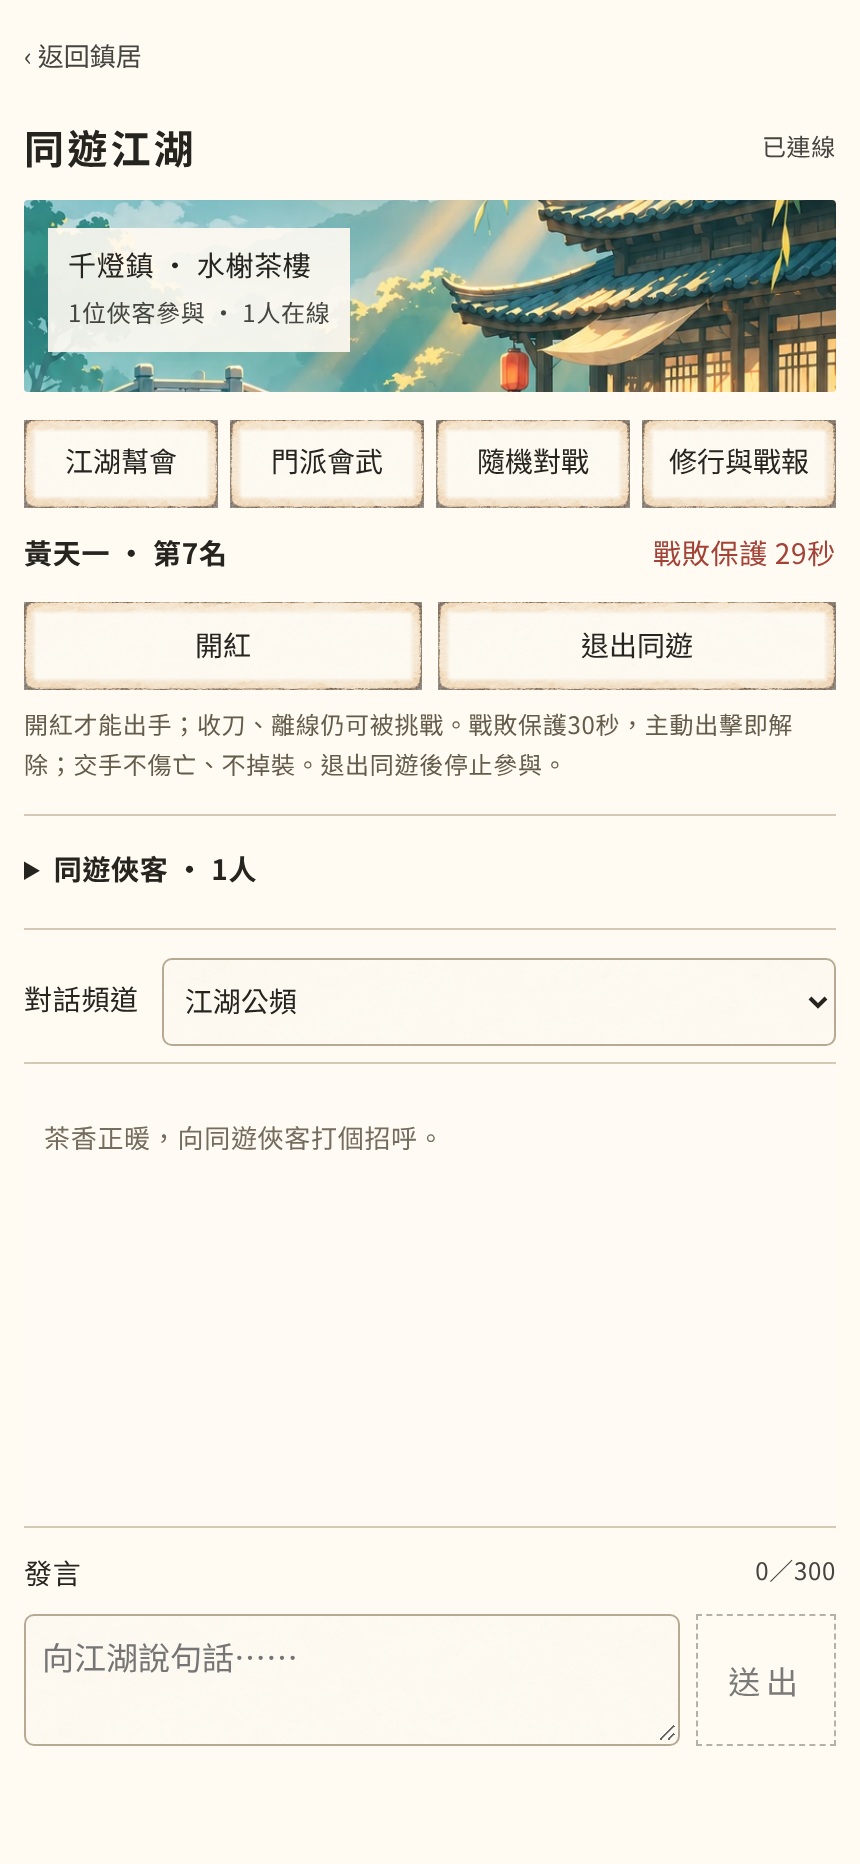 ‹ 返回鎮居
同遊江湖
已連線
千燈鎮 · 水榭茶樓
1位俠客參與 · 1人在線
江湖幫會
門派會武
隨機對戰
修行與戰報
黃天一 · 第7名
戰敗保護 29秒
開紅
退出同遊
開紅才能出手；收刀、離線仍可被挑戰。戰敗保護30秒，主動出擊即解
除；交手不傷亡、不掉裝。退出同遊後停止參與。
▶ 同遊俠客 · 1人
對話頻道
江湖公頻
茶香正暖，向同遊俠客打個招呼。
發言
0／300
向江湖說句話⋯⋯
送出